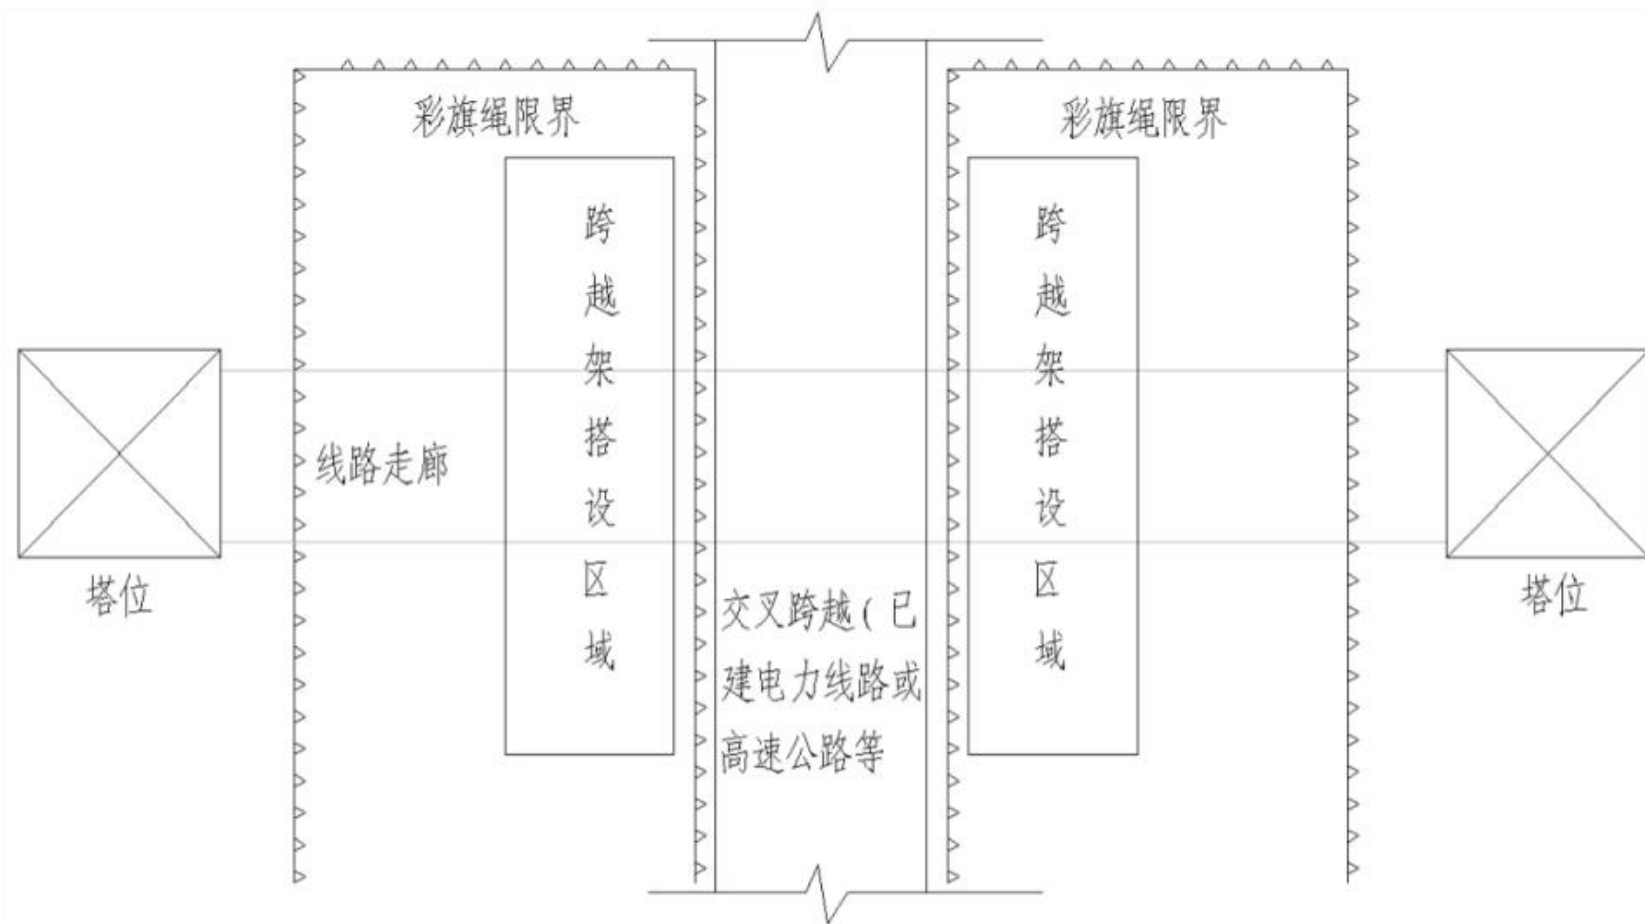 彩旗绳限界
彩旗绳限界
跨越架搭设区域
跨越架搭设区域
线路走廊
塔位
塔位
交叉跨越(已
建电力线路或
高速公路等